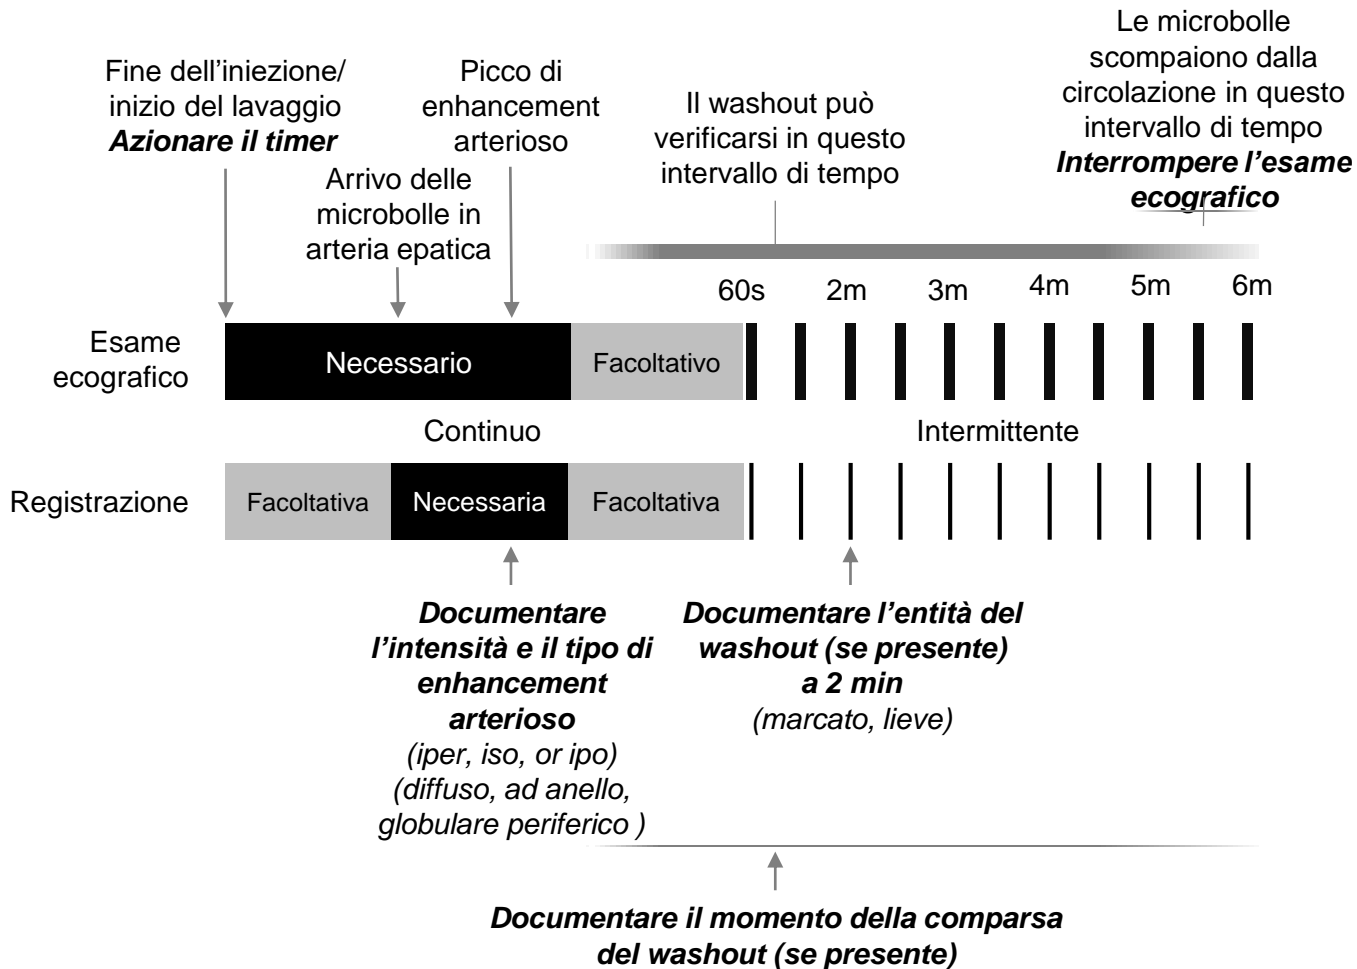 Fine dell’iniezione/
inizio del lavaggio
Azionare il timer
Picco di
enhancement
arterioso
Arrivo delle
microbolle in
arteria epatica
Il washout può
verificarsi in questo
intervallo di tempo
Le microbolle
scompaiono dalla
circolazione in questo
intervallo di tempo
Interrompere l’esame
ecografico
60s 2m 3m 4m 5m 6m
Esame
ecografico
Necessario
Facoltativo
Continuo
Intermittente
Registrazione
Facoltativa
Necessaria
Facoltativa
Documentare
l’intensità e il tipo di
enhancement
arterioso
(iper, iso, or ipo)
(diffuso, ad anello,
globulare periferico )
Documentare l’entità del
washout (se presente)
a 2 min
(marcato, lieve)
Documentare il momento della comparsa
del washout (se presente)